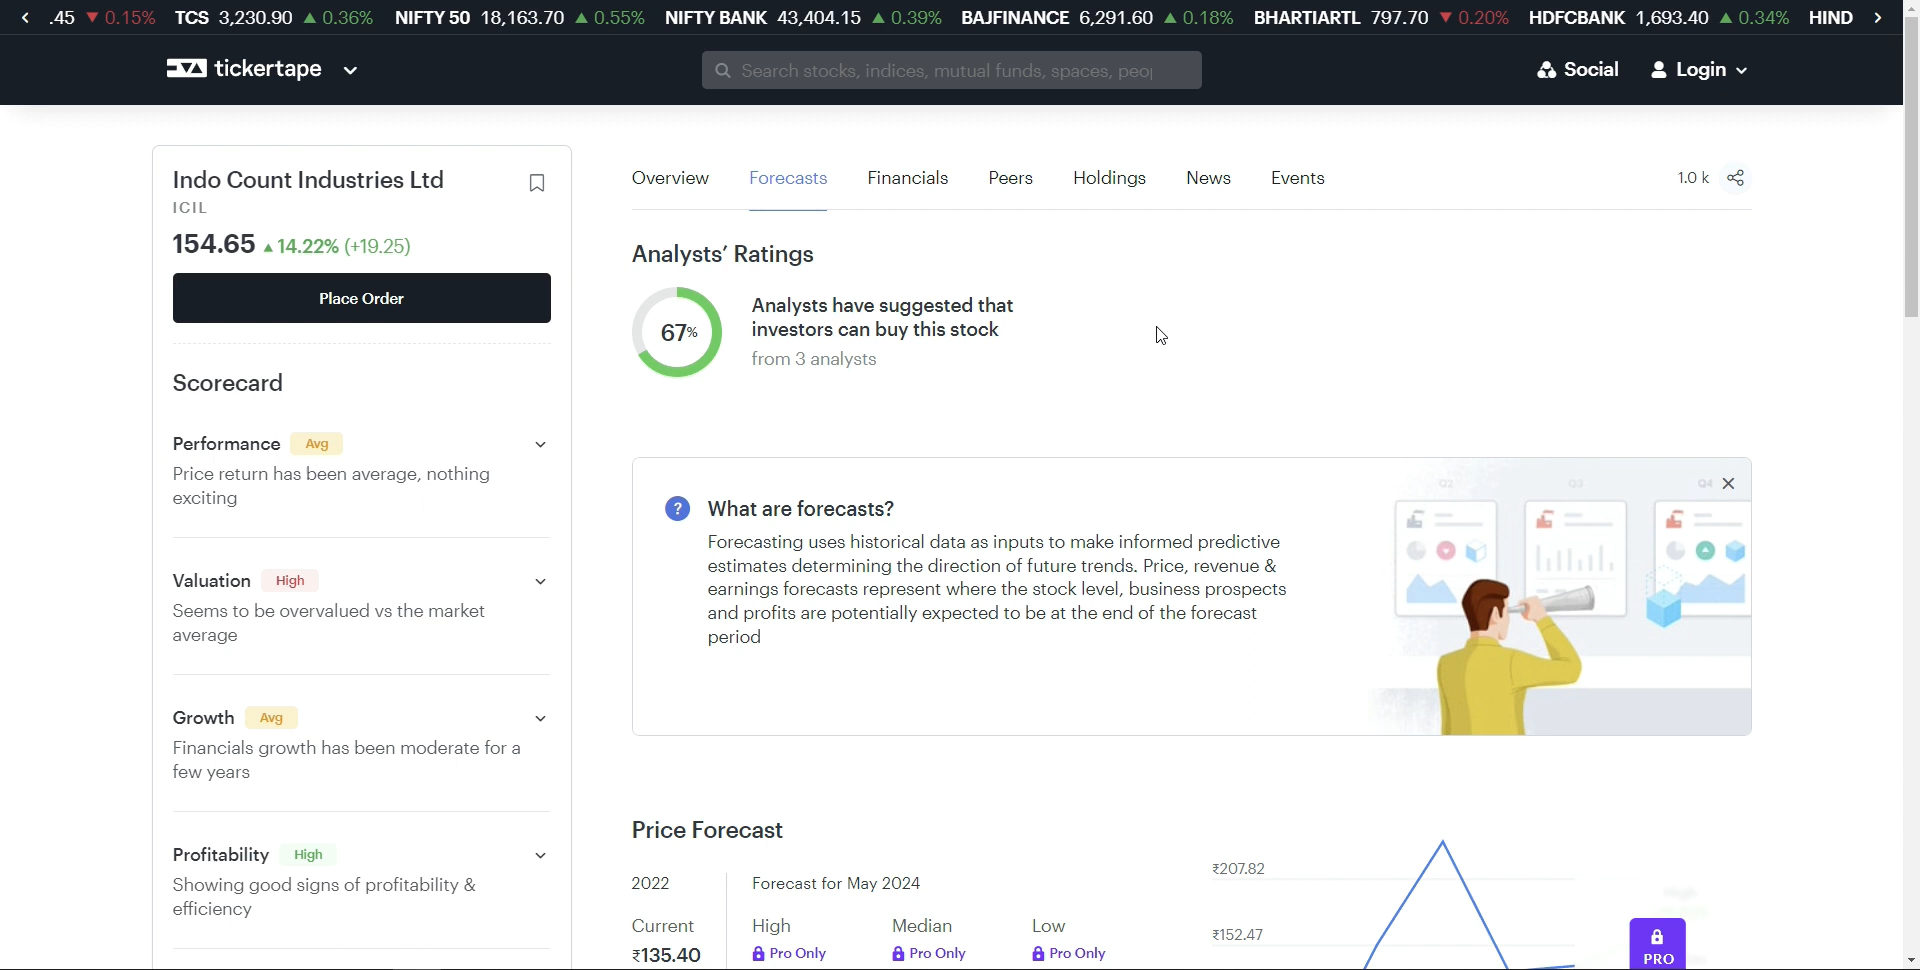 .45 ▼ 0.15% TCS 3,230.90 ▲ 0.36% NIFTY 50 18,163.70 ▲ 0.55% NIFTY BANK 43,404.15 ▲ 0.39% BAJFINANCE 6,291.60 ▲ 0.18% BHARTIARTL 797.70 ▼ 0.20% HDFCBANK 1,693.40 ▲ 0.34% HIND
tickertape
Search stocks, indices, mutual funds, spaces, peo
Social
Login
Indo Count Industries Ltd
ICIL
154.65 ▲ 14.22% (+19.25)
Place Order
Scorecard
Performance Avg
Price return has been average, nothing
exciting
Valuation High
Seems to be overvalued vs the market
average
Growth Avg
Financials growth has been moderate for a
few years
Profitability High
Showing good signs of profitability &
efficiency
Overview Forecasts Financials Peers Holdings News Events
1.0 k
Analysts' Ratings
67%
Analysts have suggested that
investors can buy this stock
from 3 analysts
? What are forecasts?
Forecasting uses historical data as inputs to make informed predictive
estimates determining the direction of future trends. Price, revenue &
earnings forecasts represent where the stock level, business prospects
and profits are potentially expected to be at the end of the forecast
period
Q2 Q3 Q4
Price Forecast
2022 Forecast for May 2024
Current High Median Low
₹135.40 Pro Only Pro Only Pro Only
₹207.82
₹152.47
PRO